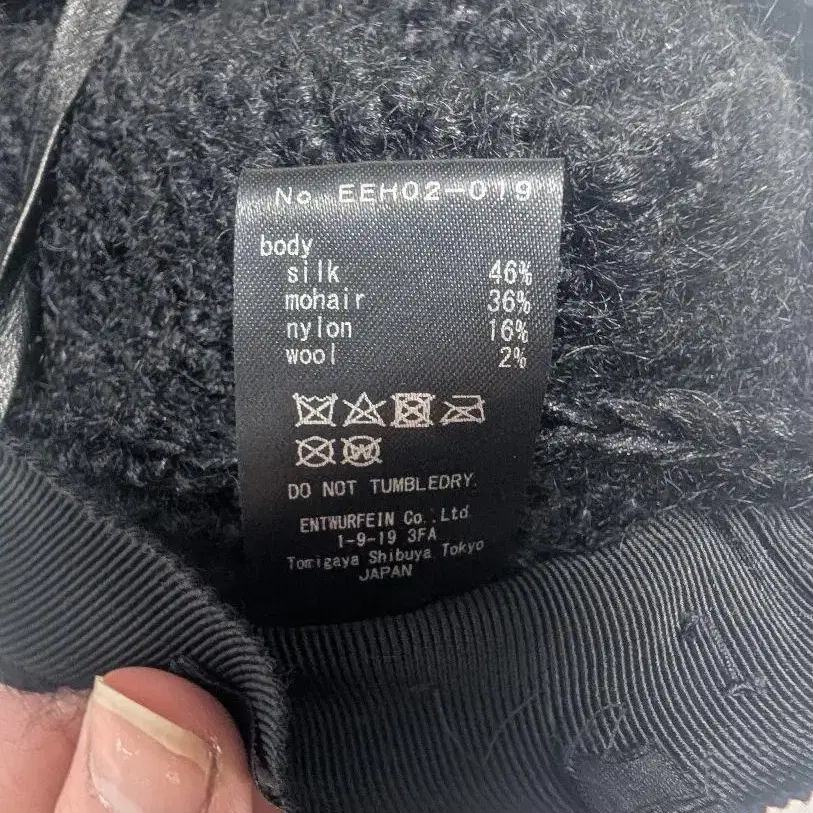 No EEH02-019
body
silk 46%
mohair 36%
nylon 16%
wool 2%
W
DO NOT TUMBLEDRY.
ENTWURFEIN Co.,Ltd
1-9-19 3FA
Tomigaya Shibuya Tokyo
JAPAN